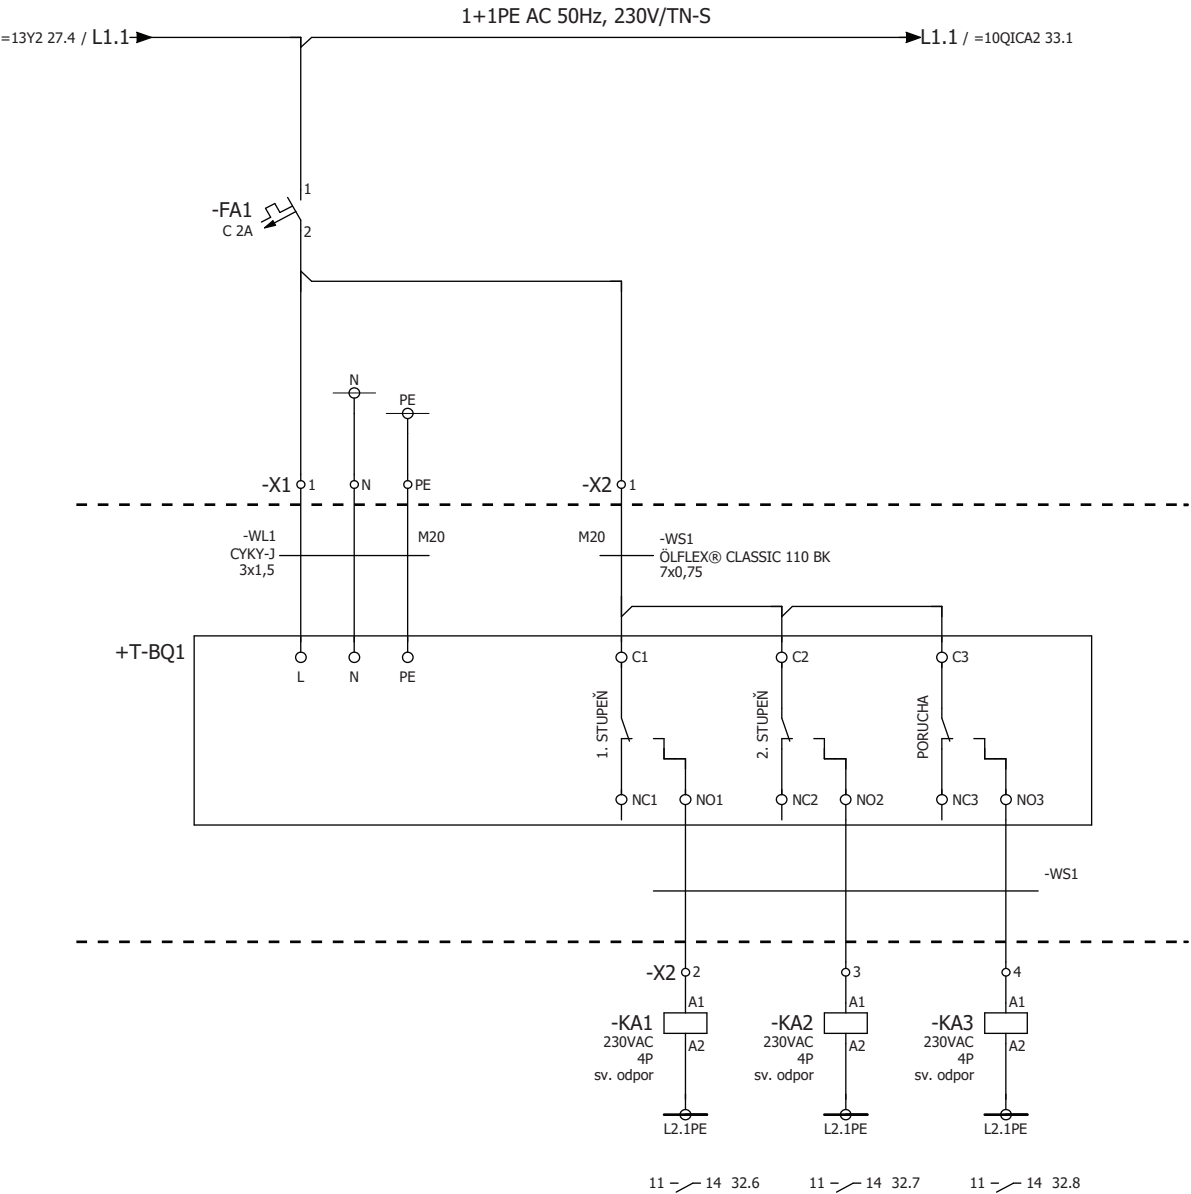 1+1PE AC 50Hz, 230V/TN-S
=13Y2 27.4 / L1.1
L1.1 / =10QICA2 33.1
1
-FA1
C 2A
2
N
PE
-X1 1
N
PE
-X2 1
-WL1
CYKY-J
3x1,5
M20
M20
-WS1
ÖLFLEX® CLASSIC 110 BK
7x0,75
+T-BQ1
L
N
PE
C1
C2
C3
1. STUPEŇ
2. STUPEŇ
PORUCHA
NC1
NO1
NC2
NO2
NC3
NO3
-WS1
-X2 2
3
4
A1
-KA1
230VAC
A2
4P
sv. odpor
A1
-KA2
230VAC
A2
4P
sv. odpor
A1
-KA3
230VAC
A2
4P
sv. odpor
L2.1PE
L2.1PE
L2.1PE
11 14 32.6
11 14 32.7
11 14 32.8